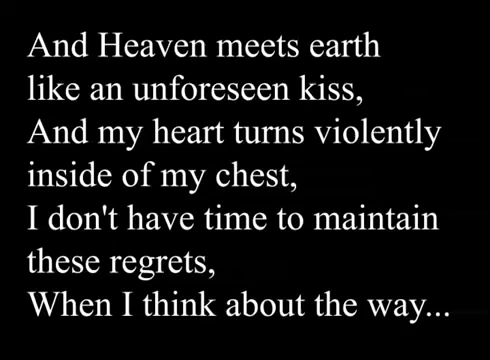 And Heaven meets earth
like an unforeseen kiss,
And my heart turns violently
inside of my chest,
I don't have time to maintain
these regrets,
When I think about the way...